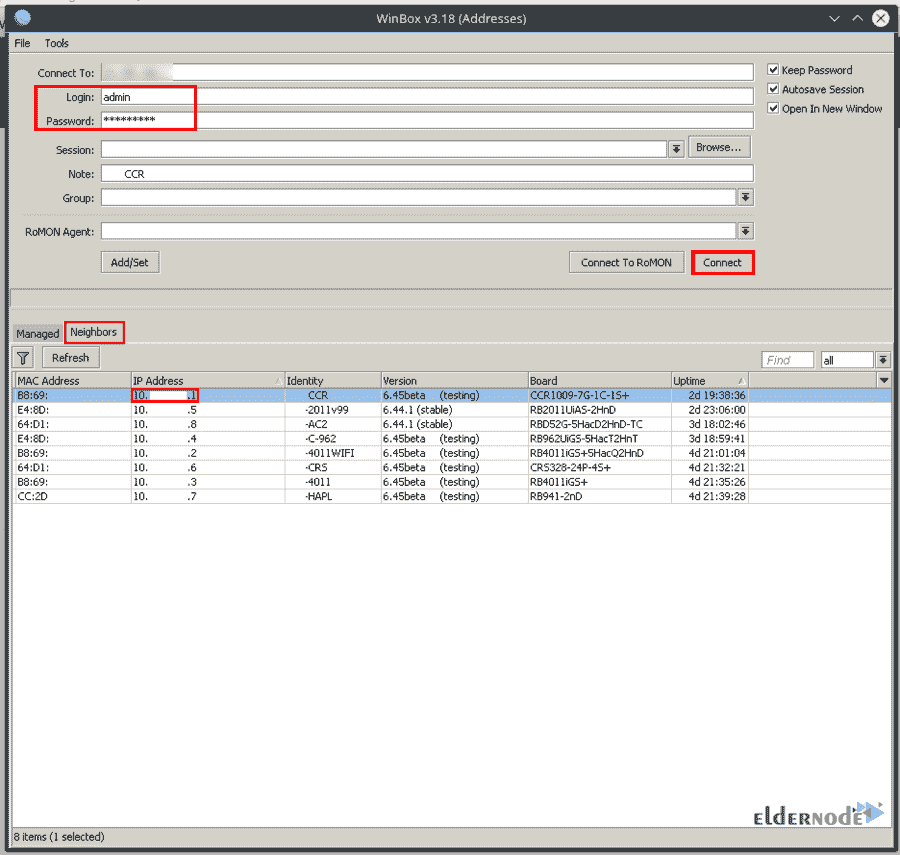 WinBox v3.18 (Addresses)
File Tools
Connect To:
Login: admin
Password: *********
Session: Browse...
Note: CCR
Group:
RoMON Agent:
Keep Password
Autosave Session
Open In New Window
Add/Set Connect To RoMON Connect
Managed Neighbors
Refresh Find all
MAC Address IP Address Identity Version Board Uptime
B8:69: 10. .1 CCR 6.45beta (testing) CCR1009-7G-1C-1S+ 2d 19:38:36
E4:8D: 10. .5 -2011v99 6.44.1 (stable) RB2011UiAS-2HnD 2d 23:06:00
64:D1: 10. .8 -AC2 6.44.1 (stable) RBD52G-5HacD2HnD-TC 3d 18:02:46
E4:8D: 10. .4 -C-962 6.45beta (testing) RB962UiGS-5HacT2HnT 3d 18:59:41
B8:69: 10. .2 -4011WIFI 6.45beta (testing) RB4011iGS+5HacQ2HnD 4d 21:01:04
64:D1: 10. .6 -CRS 6.45beta (testing) CRS328-24P-4S+ 4d 21:32:21
B8:69: 10. .3 -4011 6.45beta (testing) RB4011iGS+ 4d 21:35:26
CC:2D 10. .7 -HAPL 6.45beta (testing) RB941-2nD 4d 21:39:28
eldernode
8 items (1 selected)